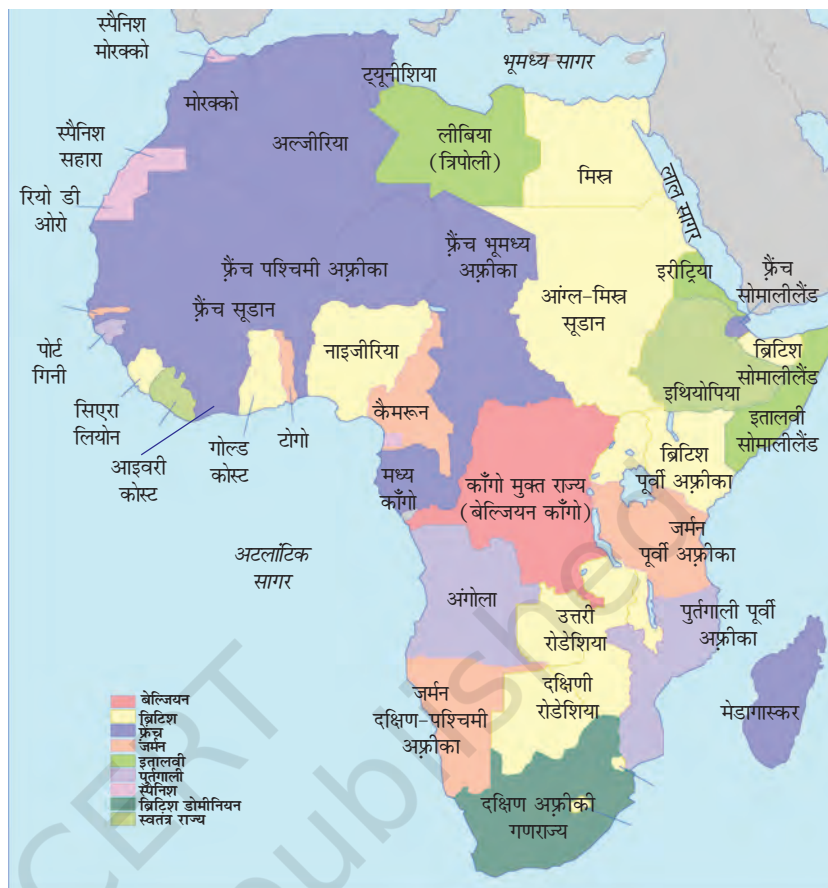 स्पैनिश
मोरक्को
ट्यूनीशिया
भूमध्य सागर
मोरक्को
स्पैनिश
सहारा
अल्जीरिया
लीबिया
(त्रिपोली)
मिस्र
लाल सागर
रियो डी
ओरो
फ़्रैंच पश्चिमी अफ़्रीका
फ़्रैंच भूमध्य
अफ़्रीका
इरीट्रिया
फ़्रैंच
सोमालीलैंड
फ़्रैंच सूडान
आंग्ल-मिस्र
सूडान
पोर्ट
गिनी
नाइजीरिया
ब्रिटिश
सोमालीलैंड
इथियोपिया
सिएरा
लियोन
आइवरी
कोस्ट
गोल्ड
कोस्ट
टोगो
कैमरून
इतालवी
सोमालीलैंड
ब्रिटिश
पूर्वी अफ़्रीका
मध्य
काँगो
काँगो मुक्त राज्य
(बेल्जियन काँगो)
जर्मन
पूर्वी अफ़्रीका
अटलांटिक
सागर
अंगोला
उत्तरी
रोडेशिया
पुर्तगाली पूर्वी
अफ़्रीका
जर्मन
दक्षिण-पश्चिमी
अफ़्रीका
दक्षिणी
रोडेशिया
मेडागास्कर
दक्षिण अफ़्रीकी
गणराज्य
बेल्जियन
ब्रिटिश
फ़्रैंच
जर्मन
इतालवी
पुर्तगाली
स्पैनिश
ब्रिटिश डोमीनियन
स्वतंत्र राज्य
CERT
published